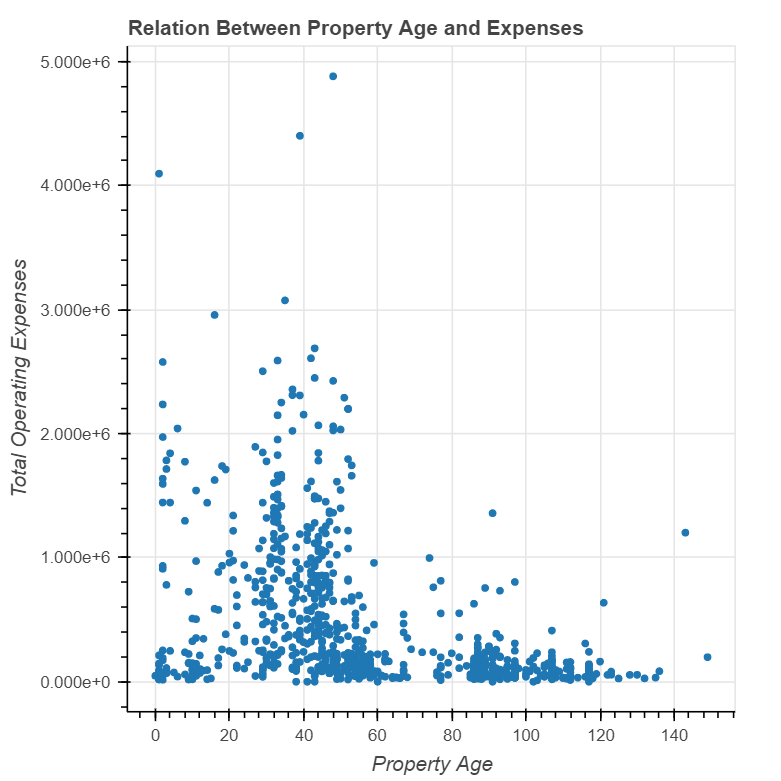 Relation Between Property Age and Expenses
5.000e+6
4.000e+6
3.000e+6
2.000e+6
1.000e+6
0.000e+0
Total Operating Expenses
0 20 40 60 80 100 120 140
Property Age